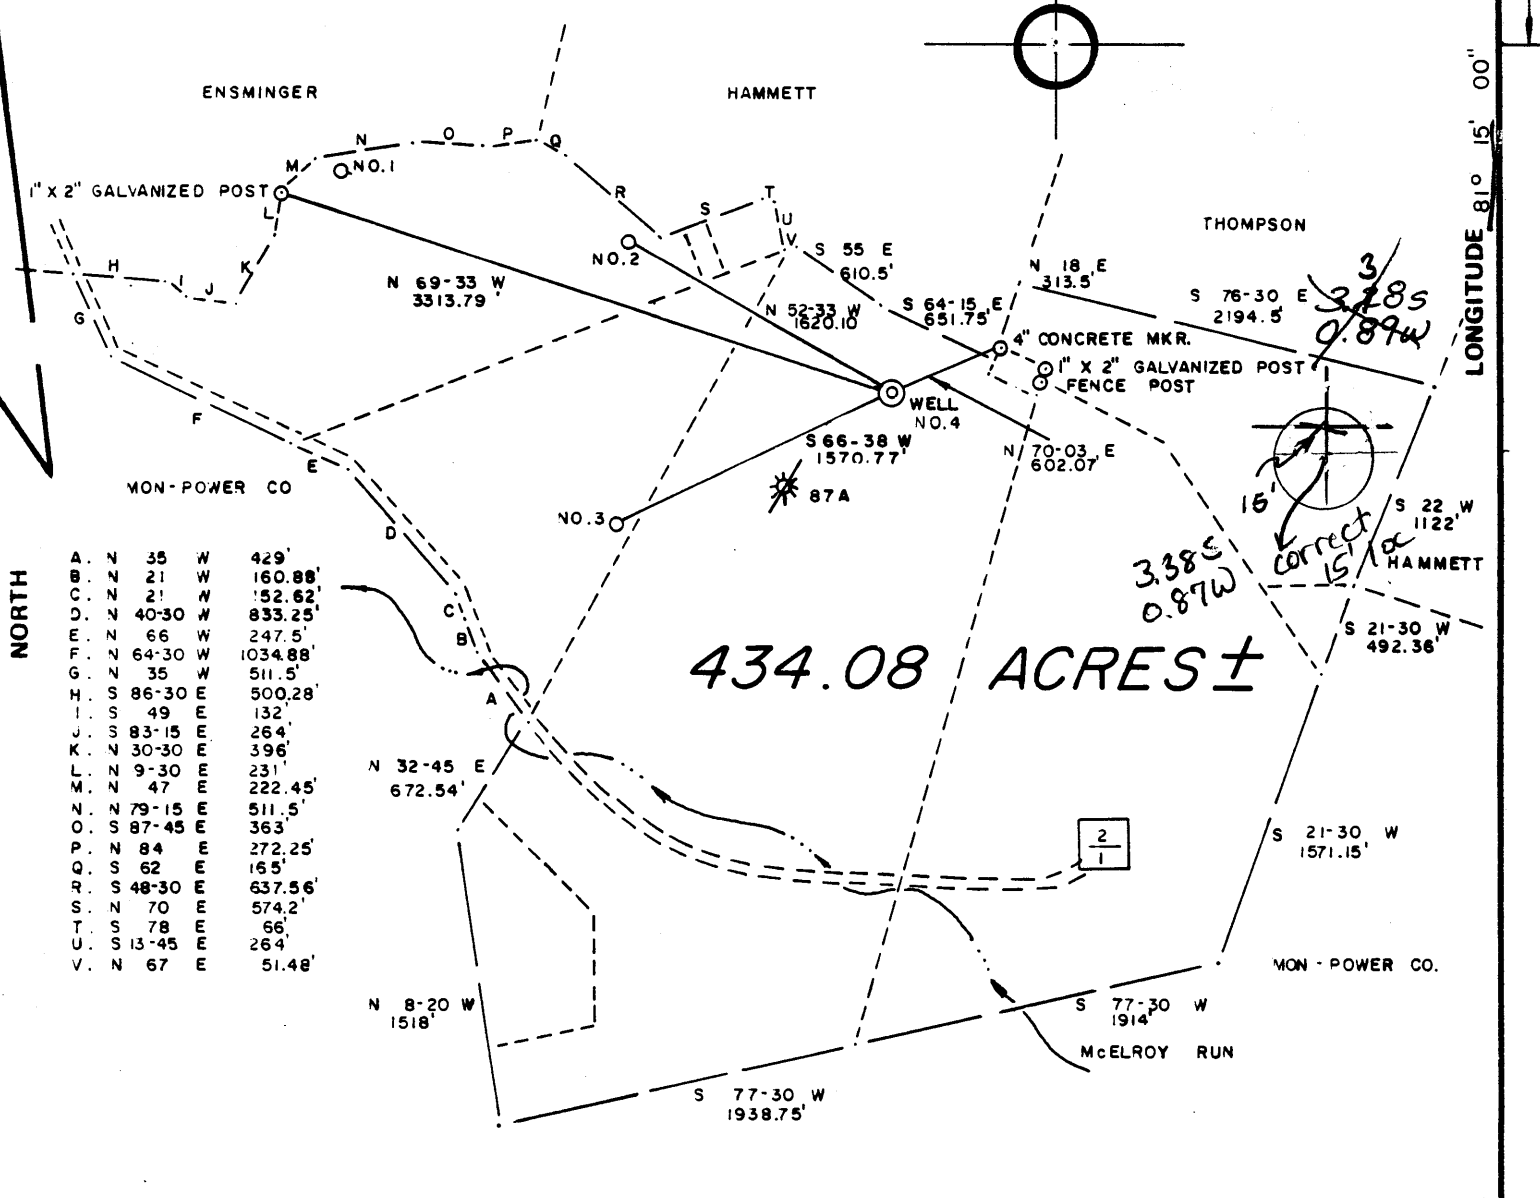 ENSMINGER
HAMMETT
THOMPSON
LONGITUDE 81° 15' 00"
M
N
O
P
Q
NO.1
1" X 2" GALVANIZED POST
L
R
S
T
U
V
H
I
J
K
G
NO.2
N 69-33 W
3313.79'
S 55 E
610.5'
N 52-33 W
1620.10
S 64-15 E
651.75'
N 18 E
313.5'
S 76-30 E
2194.5'
3
3.28S
0.89W
4" CONCRETE MKR.
1" X 2" GALVANIZED POST
FENCE POST
WELL
NO.4
F
E
D
S 66-38 W
1570.77'
N 70-03 E
602.07'
MON-POWER CO
NO.3
87A
15'
correct
15' loc
S 22 W
1122'
HAMMETT
3.38S
0.87W
NORTH
A. N 35 W 429'
B. N 21 W 160.88'
C. N 21 W 152.62'
D. N 40-30 W 833.25'
E. N 66 W 247.5'
F. N 64-30 W 1034.88'
G. N 35 W 511.5'
H. S 86-30 E 500.28'
I. S 49 E 132'
J. S 83-15 E 264'
K. N 30-30 E 396'
L. N 9-30 E 231'
M. N 47 E 222.45'
N. N 79-15 E 511.5'
O. S 87-45 E 363'
P. N 84 E 272.25'
Q. S 62 E 165'
R. S 48-30 E 637.56'
S. N 70 E 574.2'
T. S 78 E 66'
U. S 13-45 E 264'
V. N 67 E 51.48'
C
B
A
434.08 ACRES ±
S 21-30 W
492.36'
N 32-45 E
672.54'
2
1
S 21-30 W
1571.15'
MON-POWER CO.
N 8-20 W
1518'
S 77-30 W
1914'
McELROY RUN
S 77-30 W
1938.75'